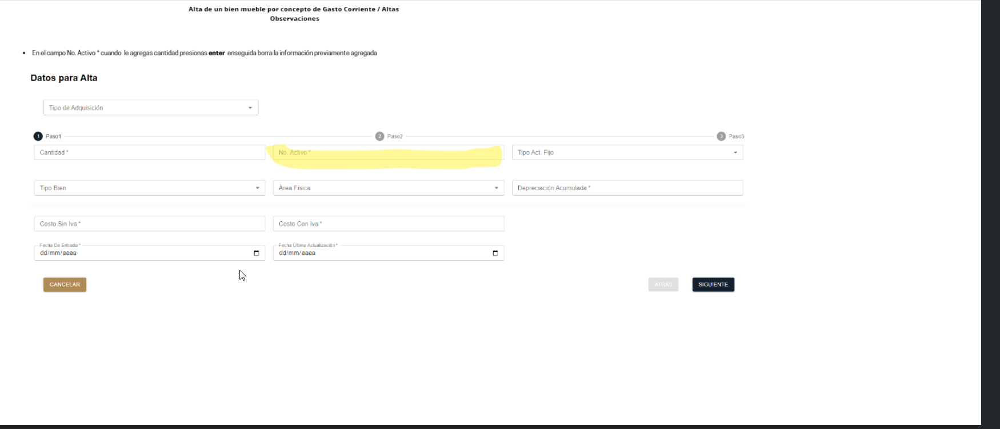 Alta de un bien mueble por concepto de Gasto Corriente / Altas
Observaciones
• En el campo No. Activo * cuando le agregas cantidad presionas enter enseguida borra la información previamente agregada
Datos para Alta
Tipo de Adquisición
1 Paso1 2 Paso2 3 Paso3
Cantidad * No. Activo * Tipo Act. Fijo
Tipo Bien Área Física Depreciación Acumulada *
Costo Sin Iva * Costo Con Iva *
Fecha De Entrada * Fecha Última Actualización *
dd/mm/aaaa dd/mm/aaaa
CANCELAR ATRÁS SIGUIENTE